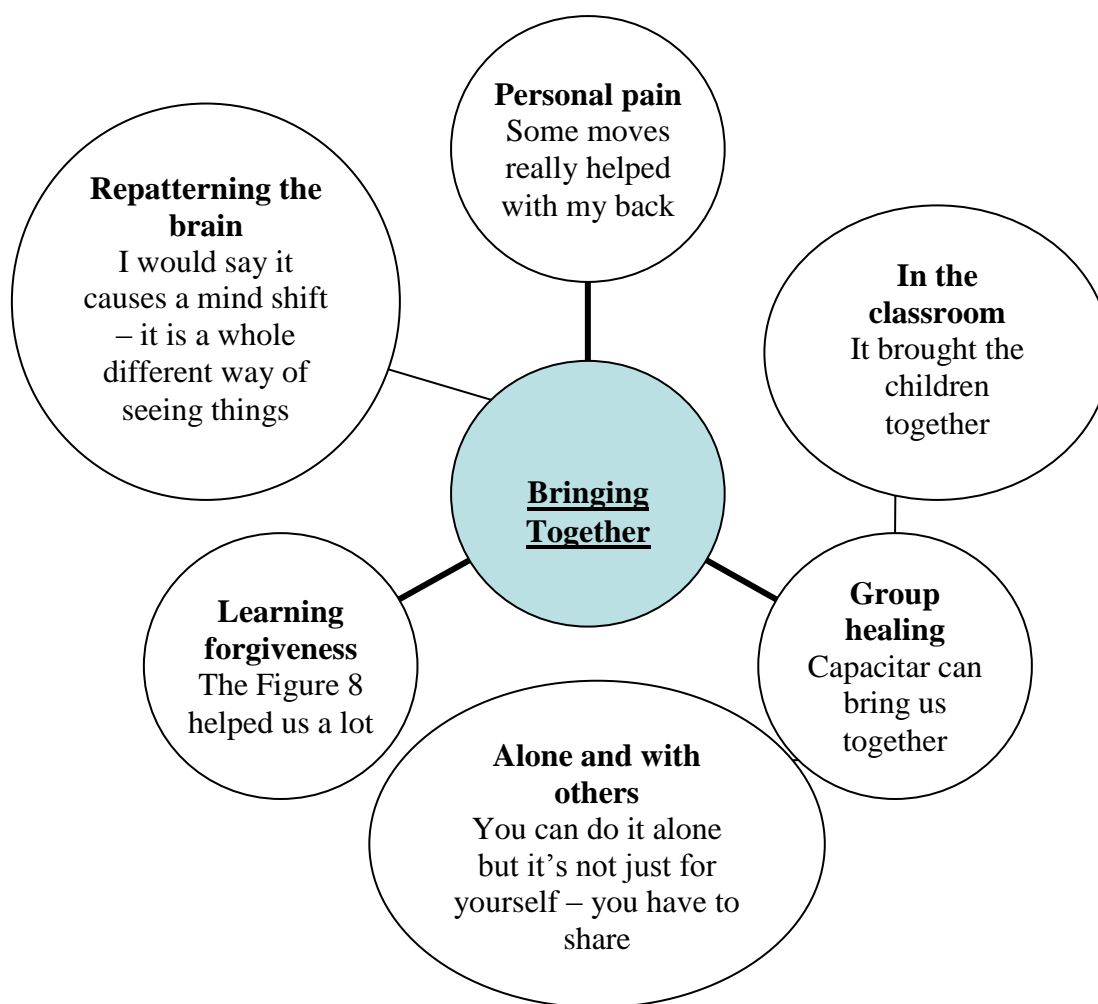 Personal pain
Some moves
really helped
with my back
Repatterning the
brain
I would say it
causes a mind shift
– it is a whole
different way of
seeing things
In the
classroom
It brought the
children
together
Bringing
Together
Learning
forgiveness
The Figure 8
helped us a lot
Group
healing
Capacitar can
bring us
together
Alone and with
others
You can do it alone
but it’s not just for
yourself – you have to
share